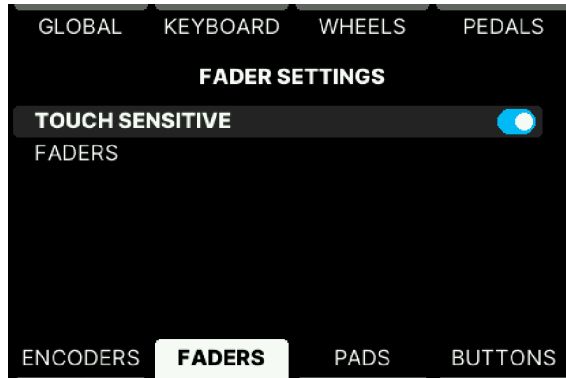 GLOBAL KEYBOARD WHEELS PEDALS
FADER SETTINGS
TOUCH SENSITIVE
FADERS
ENCODERS FADERS PADS BUTTONS